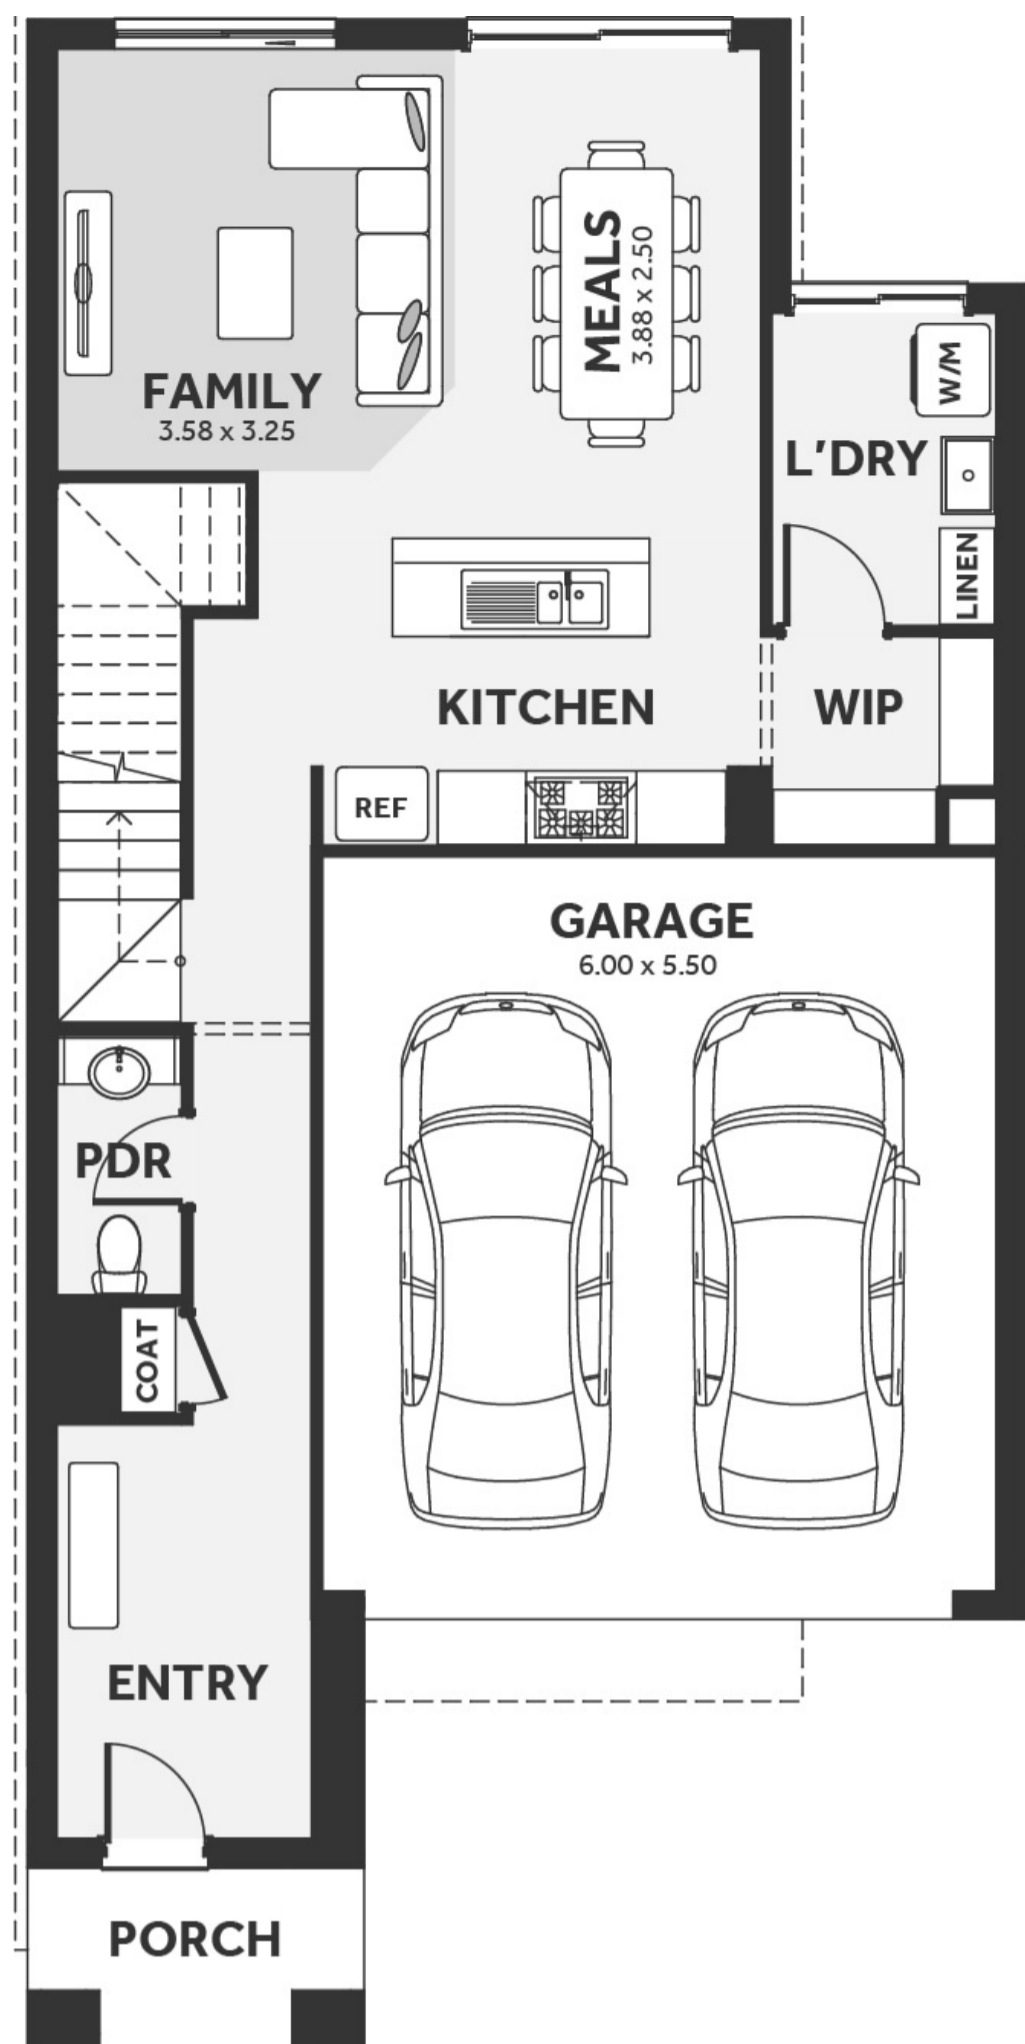 MEALS
3.88 x 2.50
FAMILY
3.58 x 3.25
W/M
L'DRY
LINEN
KITCHEN
WIP
REF
GARAGE
6.00 x 5.50
PDR
COAT
ENTRY
PORCH